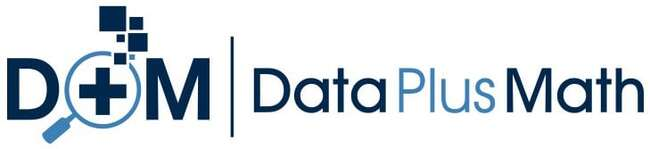 D+M | Data Plus Math